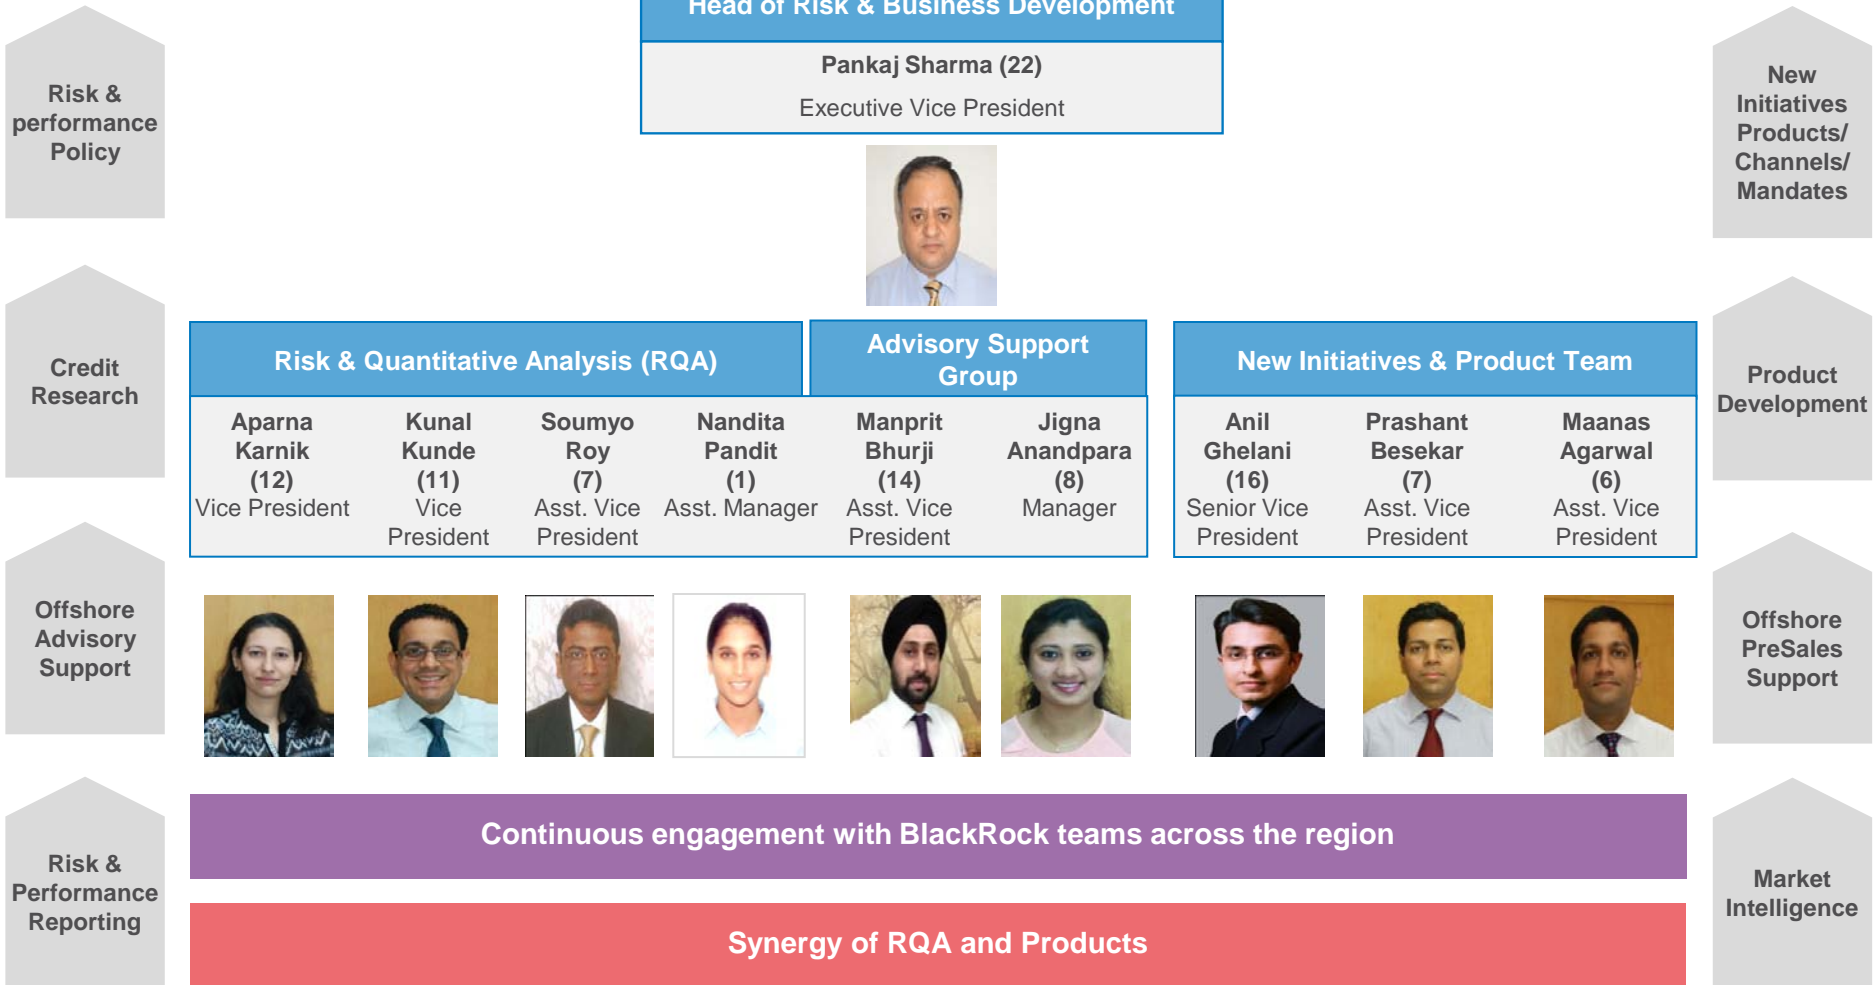 Head of Risk & Business Development
Pankaj Sharma (22)
Executive Vice President
Risk &
performance
Policy
Credit
Research
Offshore
Advisory
Support
Risk &
Performance
Reporting
Risk & Quantitative Analysis (RQA)
Aparna
Karnik
(12)
Vice President
Kunal
Kunde
(11)
Vice
President
Soumyo
Roy
(7)
Asst. Vice
President
Nandita
Pandit
(1)
Asst. Manager
Advisory Support
Group
Manprit
Bhurji
(14)
Asst. Vice
President
Jigna
Anandpara
(8)
Manager
New Initiatives & Product Team
Anil
Ghelani
(16)
Senior Vice
President
Prashant
Besekar
(7)
Asst. Vice
President
Maanas
Agarwal
(6)
Asst. Vice
President
New
Initiatives
Products/
Channels/
Mandates
Product
Development
Offshore
PreSales
Support
Market
Intelligence
Continuous engagement with BlackRock teams across the region
Synergy of RQA and Products